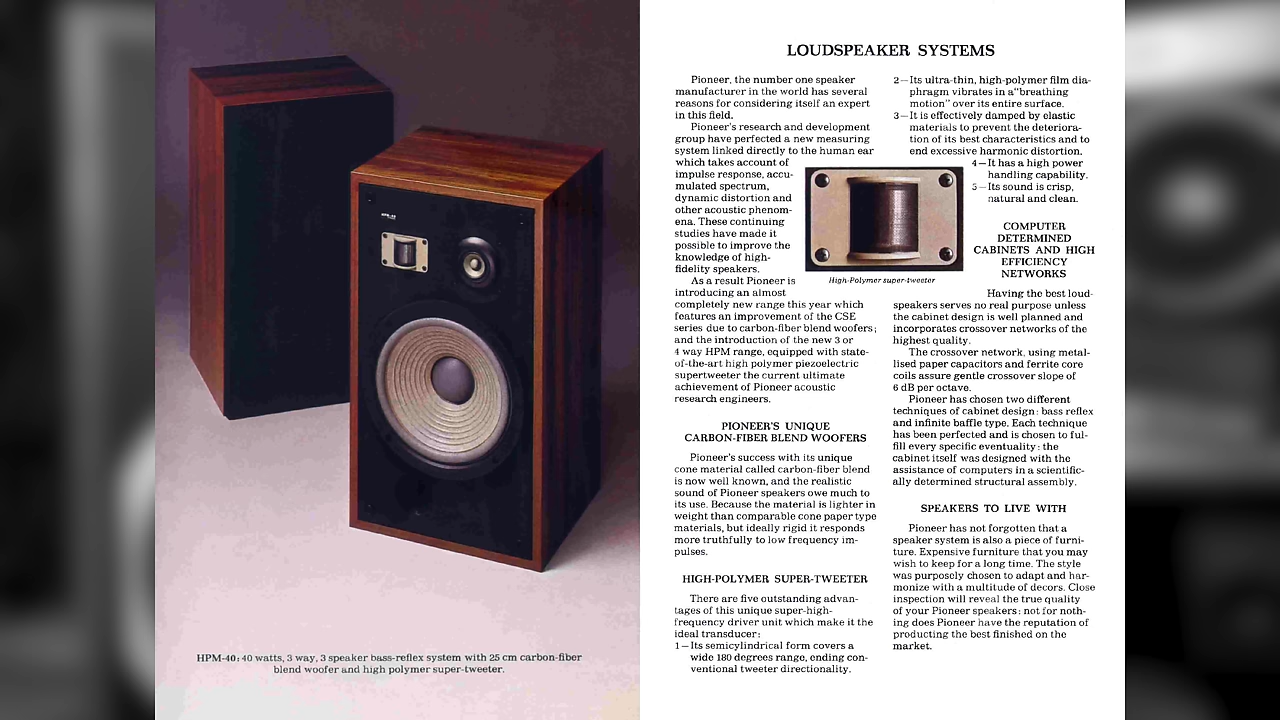 HPM-40
HPM-40: 40 watts, 3 way, 3 speaker bass-reflex system with 25 cm carbon-fiber
blend woofer and high polymer super-tweeter.
LOUDSPEAKER SYSTEMS
Pioneer, the number one speaker
manufacturer in the world has several
reasons for considering itself an expert
in this field.
Pioneer's research and development
group have perfected a new measuring
system linked directly to the human ear
which takes account of
impulse response, accu-
mulated spectrum,
dynamic distortion and
other acoustic phenom-
ena. These continuing
studies have made it
possible to improve the
knowledge of high-
fidelity speakers.
As a result Pioneer is
introducing an almost
completely new range this year which
features an improvement of the CSE
series due to carbon-fiber blend woofers;
and the introduction of the new 3 or
4 way HPM range, equipped with state-
of-the-art high polymer piezoelectric
supertweeter the current ultimate
achievement of Pioneer acoustic
research engineers.
PIONEER'S UNIQUE
CARBON-FIBER BLEND WOOFERS
Pioneer's success with its unique
cone material called carbon-fiber blend
is now well known, and the realistic
sound of Pioneer speakers owe much to
its use. Because the material is lighter in
weight than comparable cone paper type
materials, but ideally rigid it responds
more truthfully to low frequency im-
pulses.
HIGH-POLYMER SUPER-TWEETER
There are five outstanding advan-
tages of this unique super-high-
frequency driver unit which make it the
ideal transducer:
1—Its semicylindrical form covers a
wide 180 degrees range, ending con-
ventional tweeter directionality.
2—Its ultra-thin, high-polymer film dia-
phragm vibrates in a "breathing
motion" over its entire surface.
3—It is effectively damped by elastic
materials to prevent the deteriora-
tion of its best characteristics and to
end excessive harmonic distortion.
4—It has a high power
handling capability.
5—Its sound is crisp,
natural and clean.
High-Polymer super-tweeter
COMPUTER
DETERMINED
CABINETS AND HIGH
EFFICIENCY
NETWORKS
Having the best loud-
speakers serves no real purpose unless
the cabinet design is well planned and
incorporates crossover networks of the
highest quality.
The crossover network, using metal-
lised paper capacitors and ferrite core
coils assure gentle crossover slope of
6 dB per octave.
Pioneer has chosen two different
techniques of cabinet design: bass reflex
and infinite baffle type. Each technique
has been perfected and is chosen to ful-
fill every specific eventuality: the
cabinet itself was designed with the
assistance of computers in a scientific-
ally determined structural assembly.
SPEAKERS TO LIVE WITH
Pioneer has not forgotten that a
speaker system is also a piece of furni-
ture. Expensive furniture that you may
wish to keep for a long time. The style
was purposely chosen to adapt and har-
monize with a multitude of decors. Close
inspection will reveal the true quality
of your Pioneer speakers: not for noth-
ing does Pioneer have the reputation of
producting the best finished on the
market.